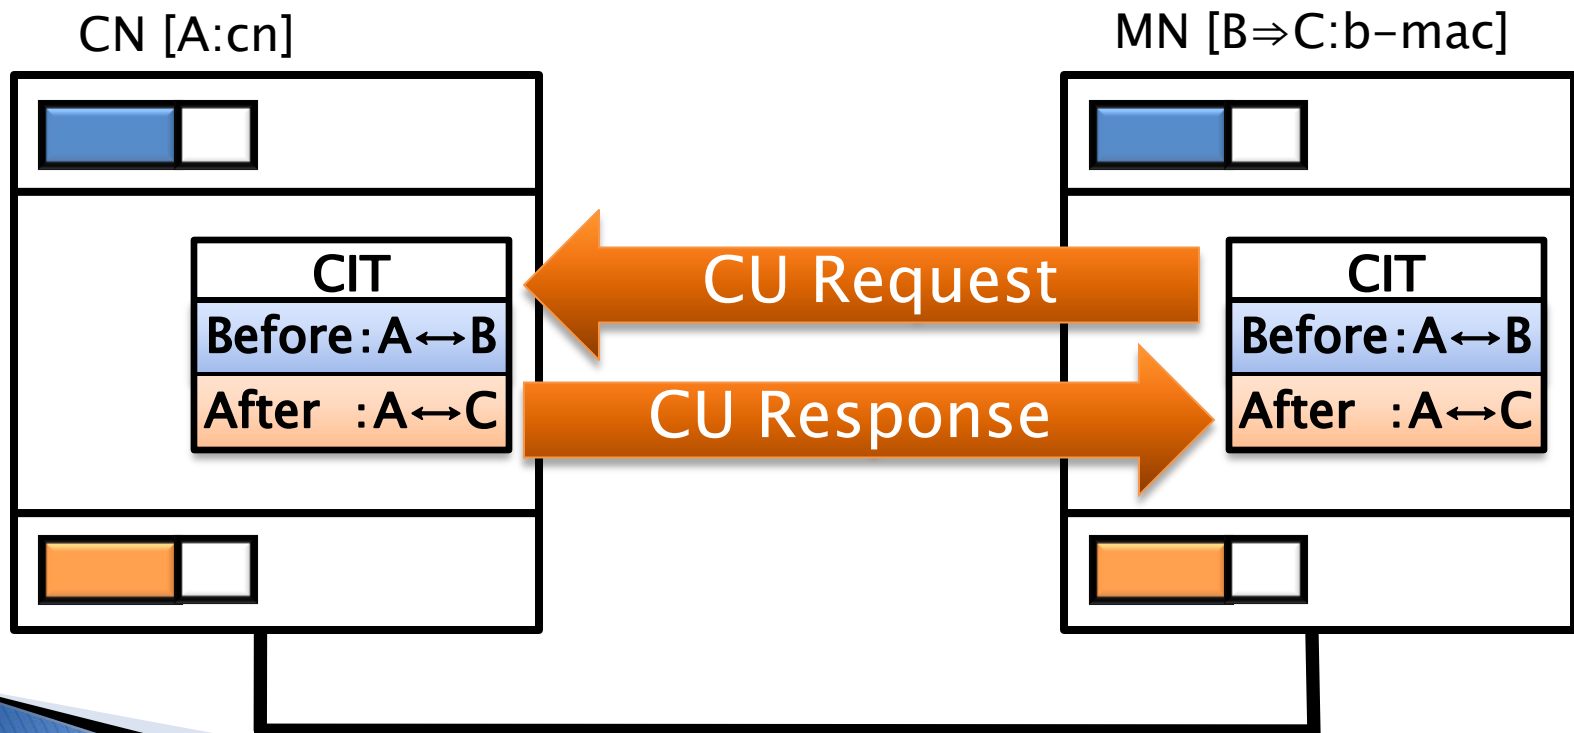 CN [A:cn]
MN [B⇒C:b-mac]
CIT
Before:A↔B
After :A↔C
CU Request
CU Response
CIT
Before:A↔B
After :A↔C